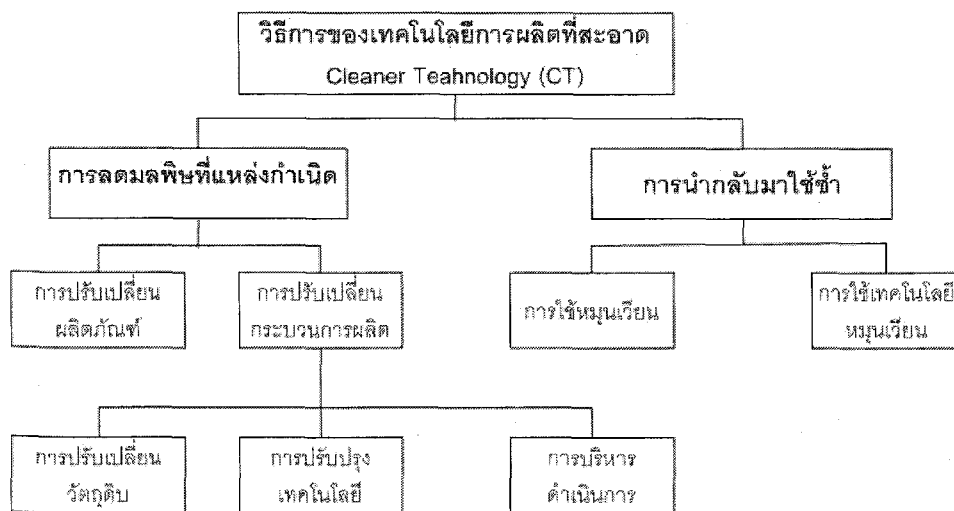 วิธีการของเทคโนโลยีการผลิตที่สะอาด
Cleaner Teahnology (CT)
การลดมลพิษที่แหล่งกำเนิด
การนำกลับมาใช้ซ้ำ
การปรับเปลี่ยน
ผลิตภัณฑ์
การปรับเปลี่ยน
กระบวนการผลิต
การใช้หมุนเวียน
การใช้เทคโนโลยี
หมุนเวียน
การปรับเปลี่ยน
วัตถุดิบ
การปรับปรุง
เทคโนโลยี
การบริหาร
ดำเนินการ